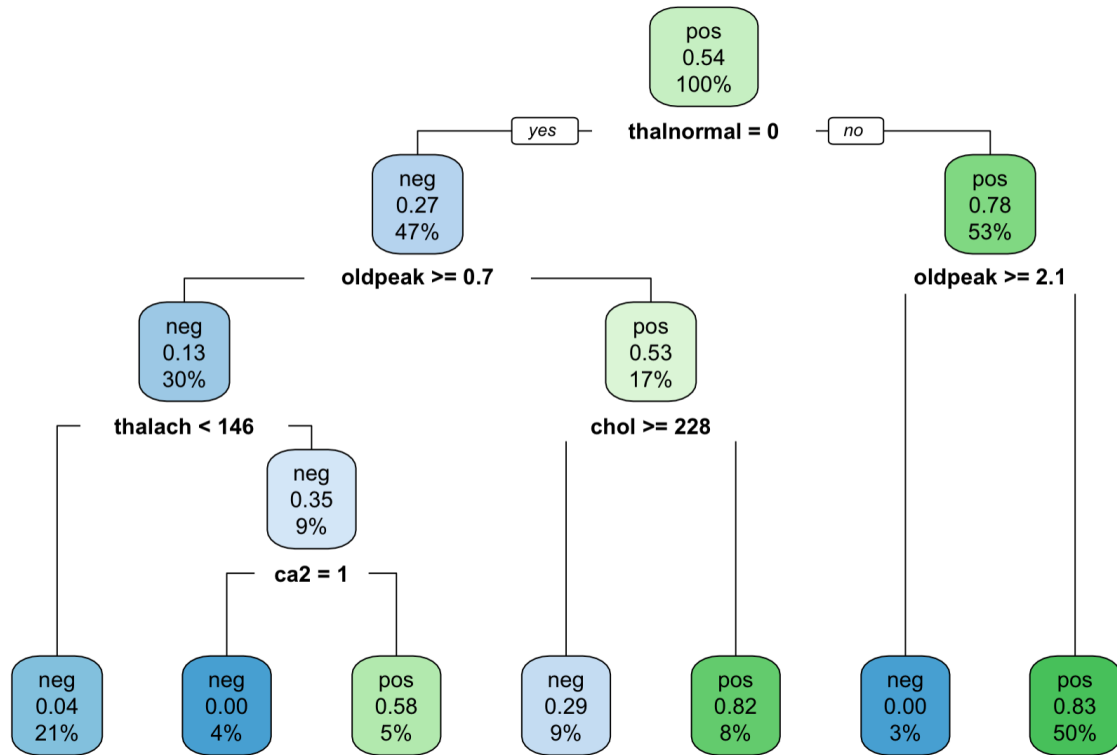 pos
0.54
100%
yes thalnormal = 0 no
neg
0.27
47%
pos
0.78
53%
oldpeak >= 0.7
oldpeak >= 2.1
neg
0.13
30%
pos
0.53
17%
thalach < 146
chol >= 228
neg
0.35
9%
ca2 = 1
neg
0.04
21%
neg
0.00
4%
pos
0.58
5%
neg
0.29
9%
pos
0.82
8%
neg
0.00
3%
pos
0.83
50%